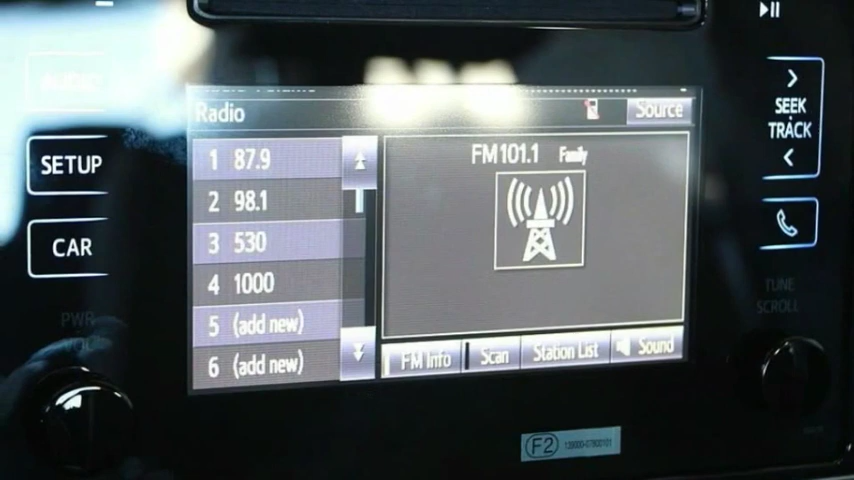 Radio
Source
1 87.9
2 98.1
3 530
4 1000
5 (add new)
6 (add new)
FM101.1 Family
FM Info
Scan
Station List
Sound
SETUP
CAR
SEEK
TRACK
TUNE
SCROLL
PWR
F2